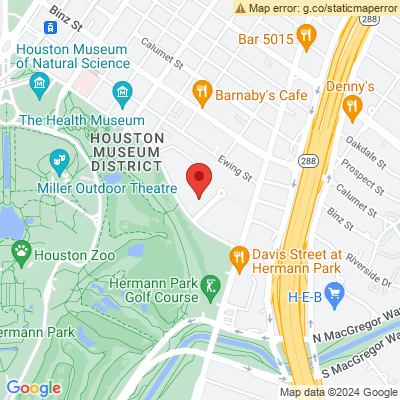 Map error: g.co/staticmaperror
Binz St
Calumet St
Bar 5015
288
Houston Museum
of Natural Science
Denny's
Barnaby's Cafe
The Health Museum
Oakdale St
HOUSTON
MUSEUM
DISTRICT
Ewing St
288
Prospect St
Miller Outdoor Theatre
Calumet St
Binz St
Houston Zoo
Davis Street at
Hermann Park
Riverside Dr
Hermann Park
Golf Course
H-E-B
ermann Park
N MacGregor Wa
S MacGregor Wa
Google
Map data ©2024 Google